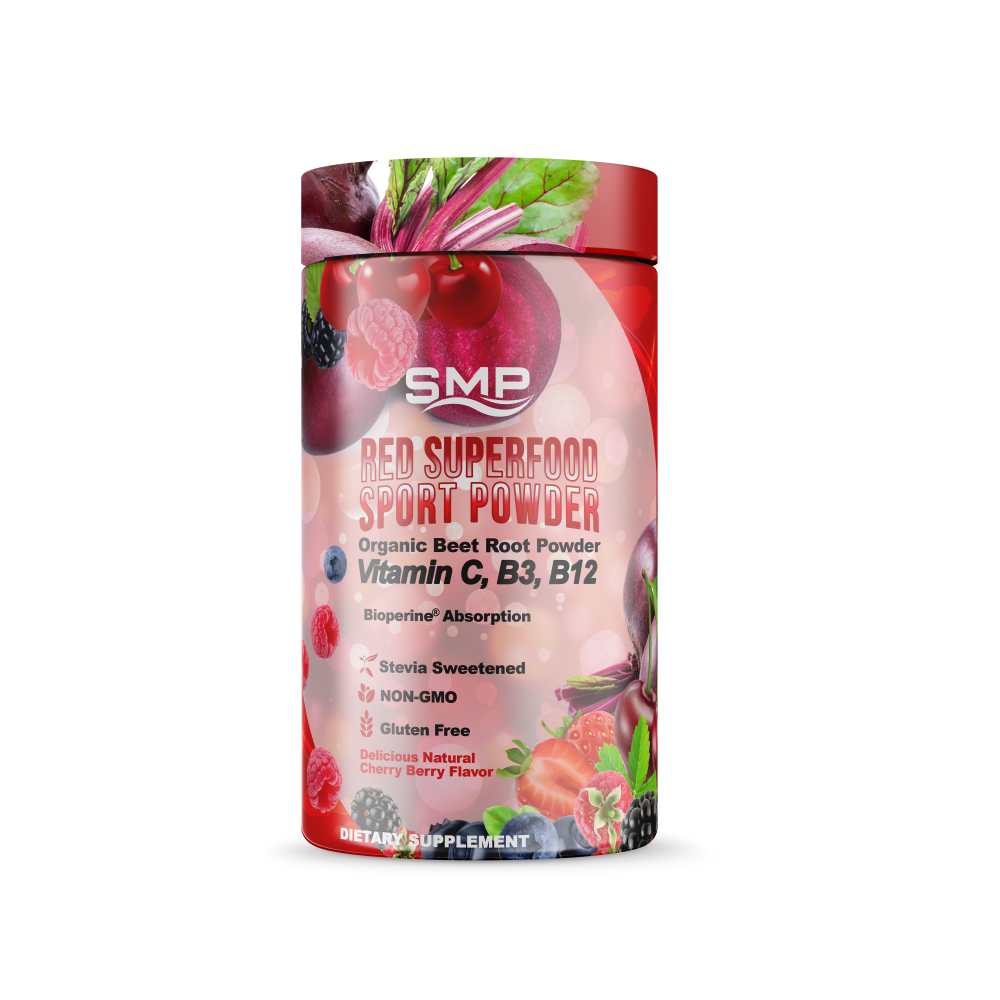 SMP
RED SUPERFOOD
SPORT POWDER
Organic Beet Root Powder
Vitamin C, B3, B12
Bioperine® Absorption
Stevia Sweetened
NON-GMO
Gluten Free
Delicious Natural
Cherry Berry Flavor
DIETARY SUPPLEMENT